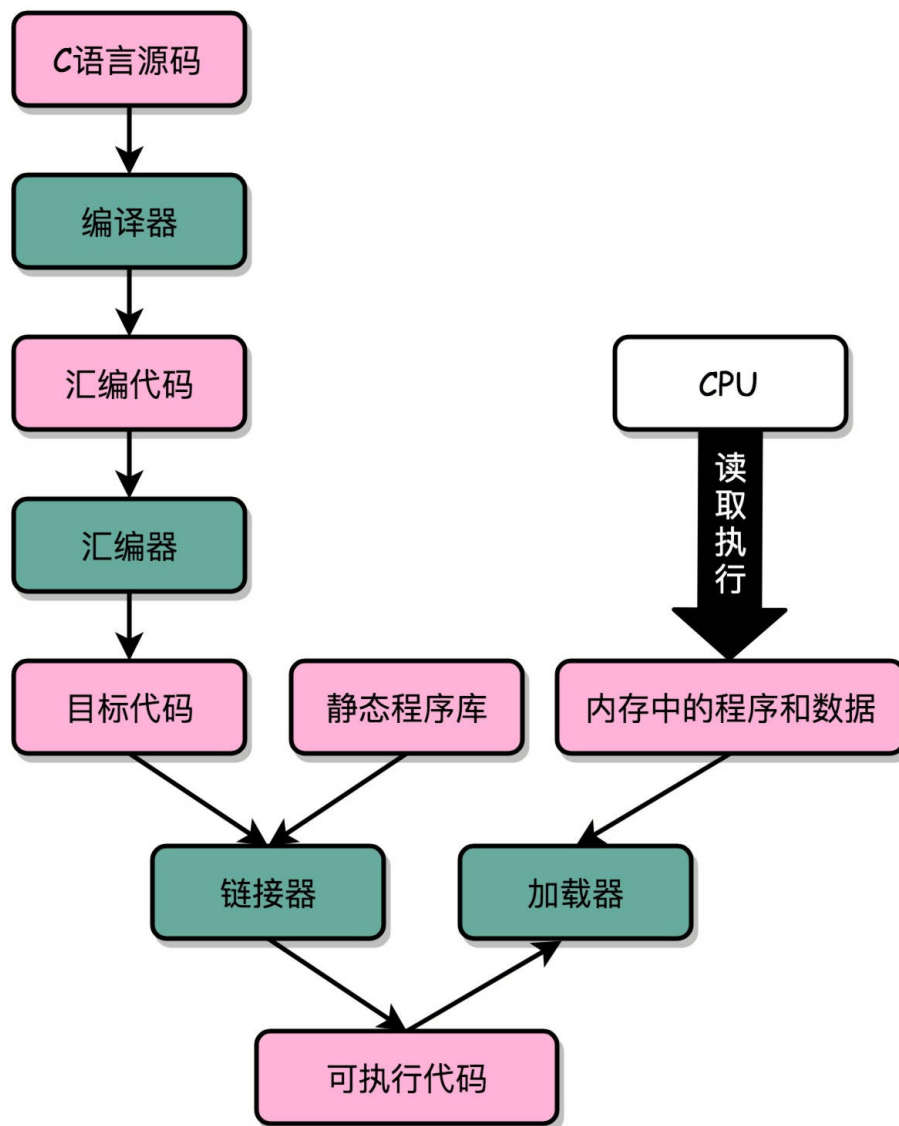 C语言源码
编译器
汇编代码
CPU
读取执行
汇编器
目标代码
静态程序库
内存中的程序和数据
链接器
加载器
可执行代码